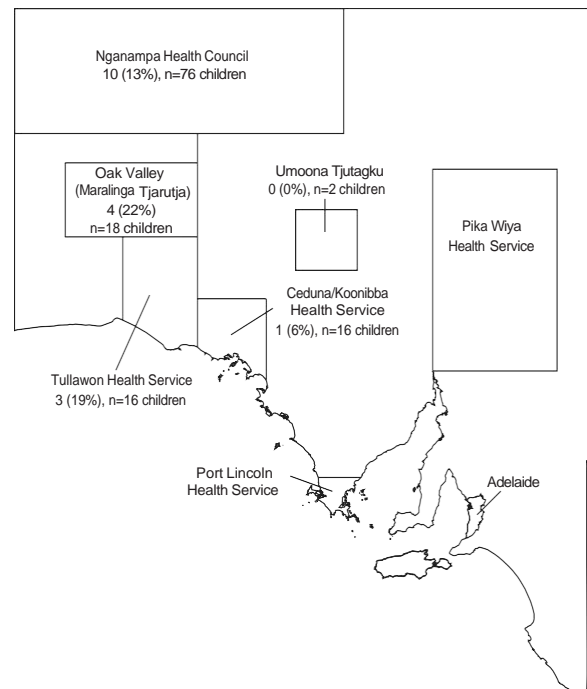 Nganampa Health Council
10 (13%), n=76 children
Oak Valley
(Maralinga Tjarutja)
4 (22%)
n=18 children
Umoona Tjutagku
0 (0%), n=2 children
Pika Wiya
Health Service
Ceduna/Koonibba
Health Service
1 (6%), n=16 children
Tullawon Health Service
3 (19%), n=16 children
Port Lincoln
Health Service
Adelaide